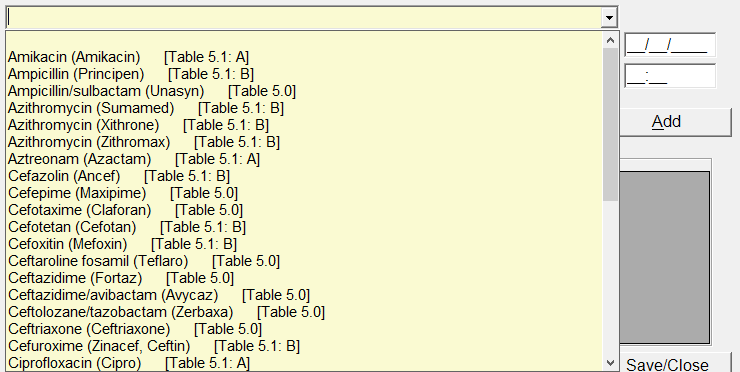 Amikacin (Amikacin) [Table 5.1: A]
Ampicillin (Principen) [Table 5.1: B]
Ampicillin/sulbactam (Unasyn) [Table 5.0]
Azithromycin (Sumamed) [Table 5.1: B]
Azithromycin (Xithrone) [Table 5.1: B]
Azithromycin (Zithromax) [Table 5.1: B]
Aztreonam (Azactam) [Table 5.1: A]
Cefazolin (Ancef) [Table 5.1: B]
Cefepime (Maxipime) [Table 5.0]
Cefotaxime (Claforan) [Table 5.0]
Cefotetan (Cefotan) [Table 5.1: B]
Cefoxitin (Mefoxin) [Table 5.1: B]
Ceftaroline fosamil (Teflaro) [Table 5.0]
Ceftazidime (Fortaz) [Table 5.0]
Ceftazidime/avibactam (Avycaz) [Table 5.0]
Ceftolozane/tazobactam (Zerbaxa) [Table 5.0]
Ceftriaxone (Ceftriaxone) [Table 5.0]
Cefuroxime (Zinacef, Ceftin) [Table 5.1: B]
Ciprofloxacin (Cipro) [Table 5.1: A]
__/__/____
__:__
Add
Save/Close